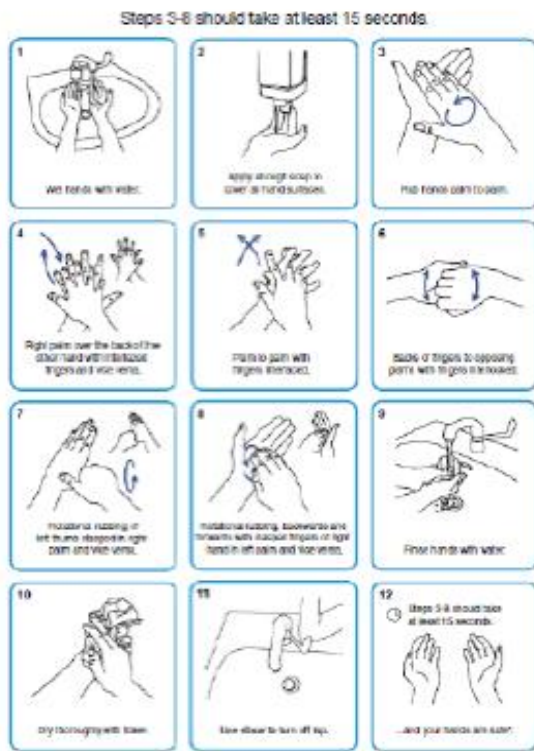 Steps 3-8 should take at least 15 seconds.
1
Wet hands with water.
2
Apply enough soap to
cover all hand surfaces.
3
Rub hands palm to palm.
4
Right palm over the back of the
other hand with interlaced
fingers and vice versa.
5
Palm to palm with
fingers interlaced.
6
Backs of fingers to opposing
palms with fingers interlocked.
7
Rotational rubbing of
left thumb clasped in right
palm and vice versa.
8
Rotational rubbing, backwards and
forwards with clasped fingers of right
hand in left palm and vice versa.
9
Rinse hands with water.
10
Dry thoroughly with towel.
11
Use elbow to turn off tap.
12
Steps 3-8 should take
at least 15 seconds.
...and your hands are safe*.